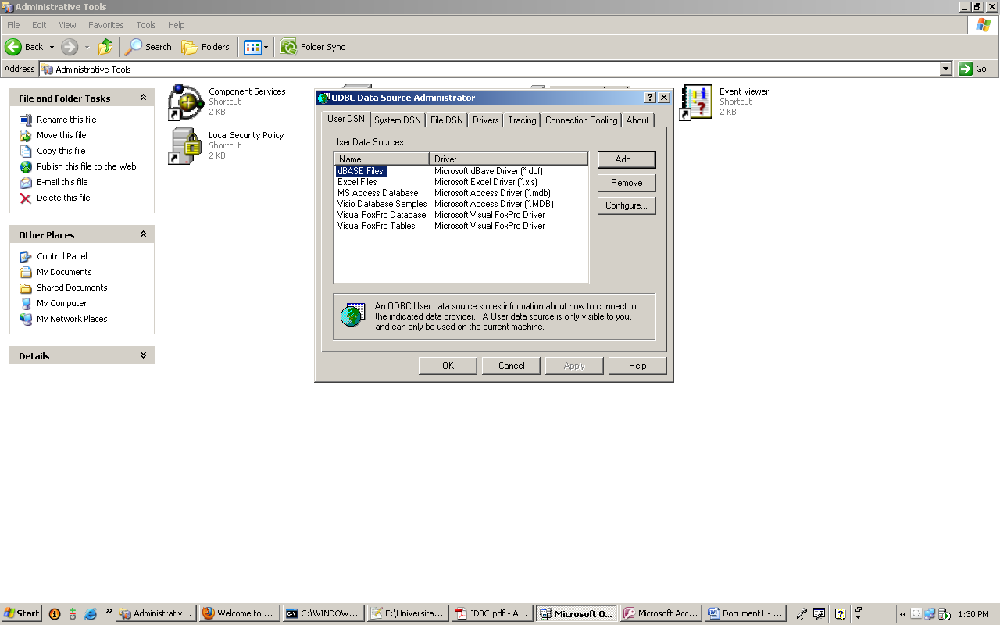 Administrative Tools
File Edit View Favorites Tools Help
Back Search Folders Folder Sync
Address Administrative Tools Go
File and Folder Tasks
Rename this file
Move this file
Copy this file
Publish this file to the Web
E-mail this file
Delete this file
Other Places
Control Panel
My Documents
Shared Documents
My Computer
My Network Places
Details
Component Services
Shortcut
2 KB
Local Security Policy
Shortcut
2 KB
Event Viewer
Shortcut
2 KB
ODBC Data Source Administrator
User DSN System DSN File DSN Drivers Tracing Connection Pooling About
User Data Sources:
Name Driver
dBASE Files Microsoft dBase Driver (*.dbf)
Excel Files Microsoft Excel Driver (*.xls)
MS Access Database Microsoft Access Driver (*.mdb)
Visio Database Samples Microsoft Access Driver (*.MDB)
Visual FoxPro Database Microsoft Visual FoxPro Driver
Visual FoxPro Tables Microsoft Visual FoxPro Driver
Add...
Remove
Configure...
An ODBC User data source stores information about how to connect to
the indicated data provider. A User data source is only visible to you,
and can only be used on the current machine.
OK Cancel Apply Help
Start Administrativ... Welcome to ... C:\WINDOW... F:\Universita... JDBC.pdf - A... Microsoft O... Microsoft Acc... Document1 - ... 1:30 PM